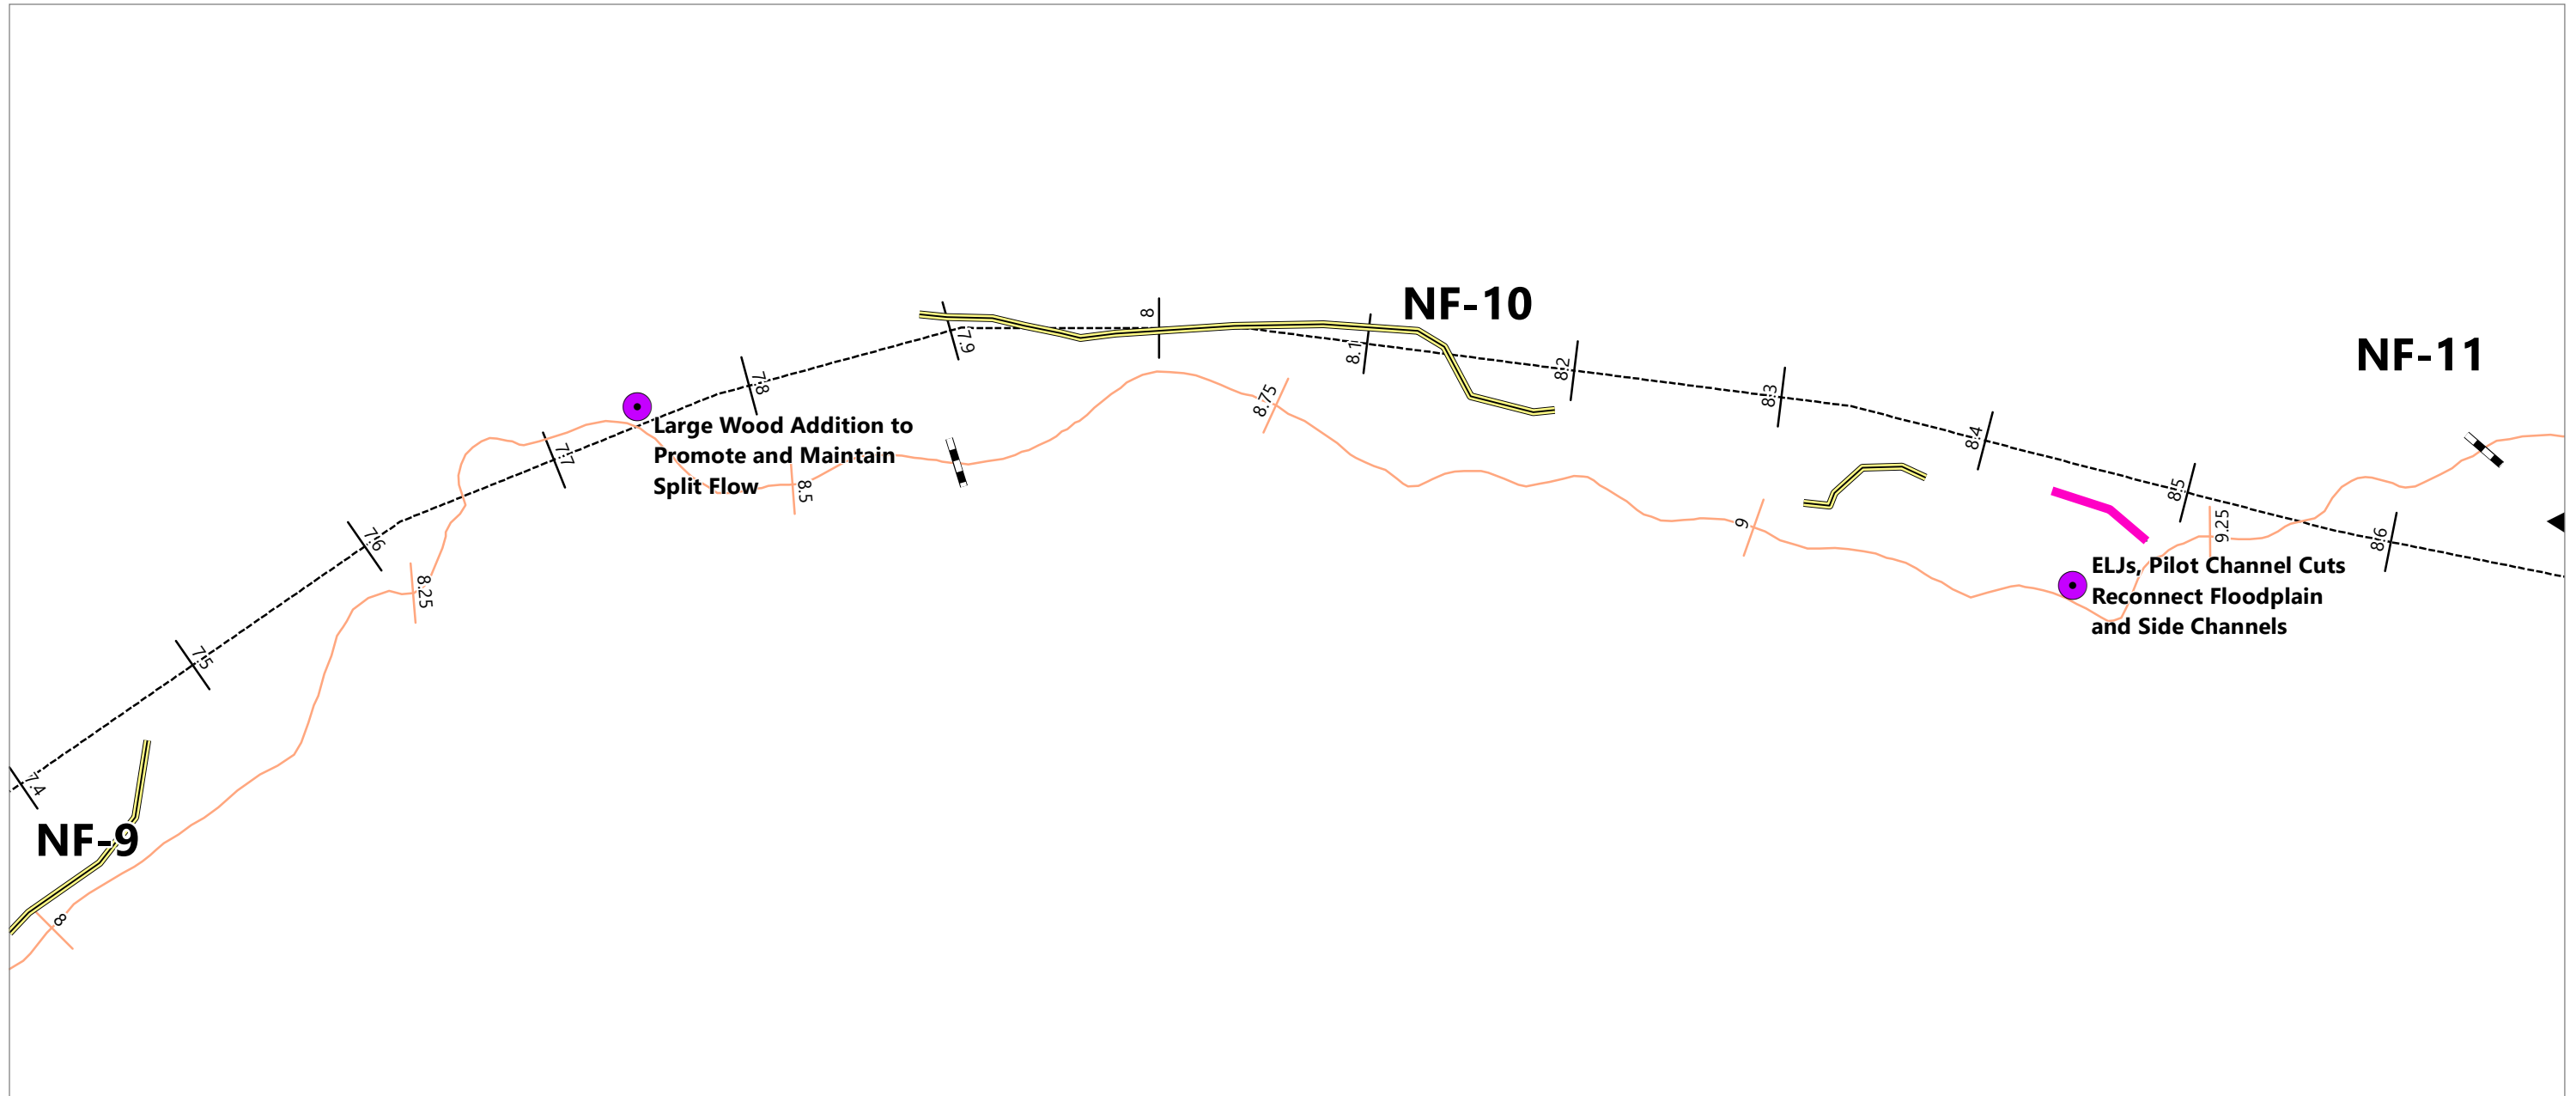 NF-10
NF-11
NF-9
8
7.9
8.1
8.2
8.3
7.8
8.75
8.4
Large Wood Addition to
Promote and Maintain
Split Flow
7.7
8.5
8.5
9
9.25
7.6
8.6
8.25
ELJs, Pilot Channel Cuts
Reconnect Floodplain
and Side Channels
7.5
7.4
8